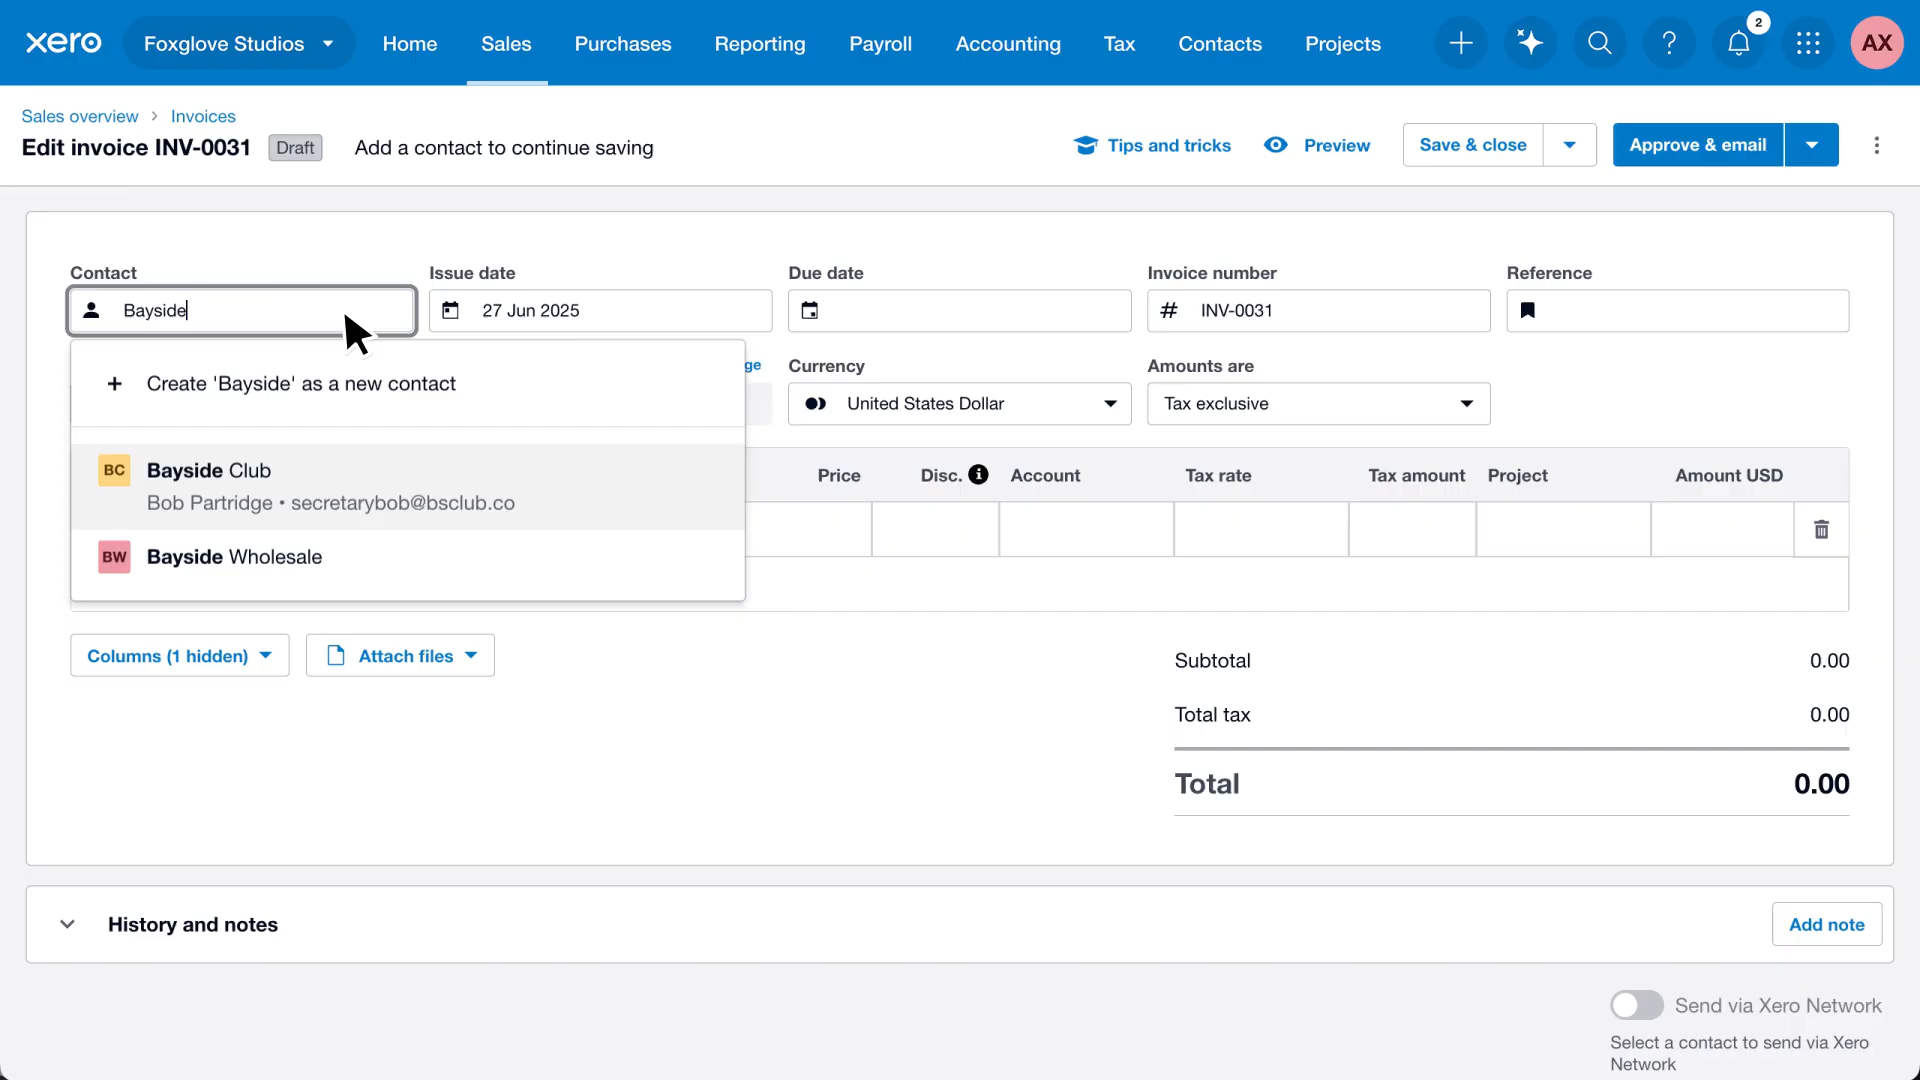 xero Foxglove Studios Home Sales Purchases Reporting Payroll Accounting Tax Contacts Projects 2 AX
Sales overview Invoices
Edit invoice INV-0031 Draft Add a contact to continue saving Tips and tricks Preview Save & close Approve & email
Contact Issue date Due date Invoice number Reference
Bayside 27 Jun 2025 # INV-0031
ge Currency Amounts are
+ Create 'Bayside' as a new contact
United States Dollar Tax exclusive
BC Bayside Club
Bob Partridge • secretarybob@bsclub.co
BW Bayside Wholesale
Price Disc. Account Tax rate Tax amount Project Amount USD
Columns (1 hidden) Attach files
Subtotal 0.00
Total tax 0.00
Total 0.00
History and notes Add note
Send via Xero Network
Select a contact to send via Xero
Network